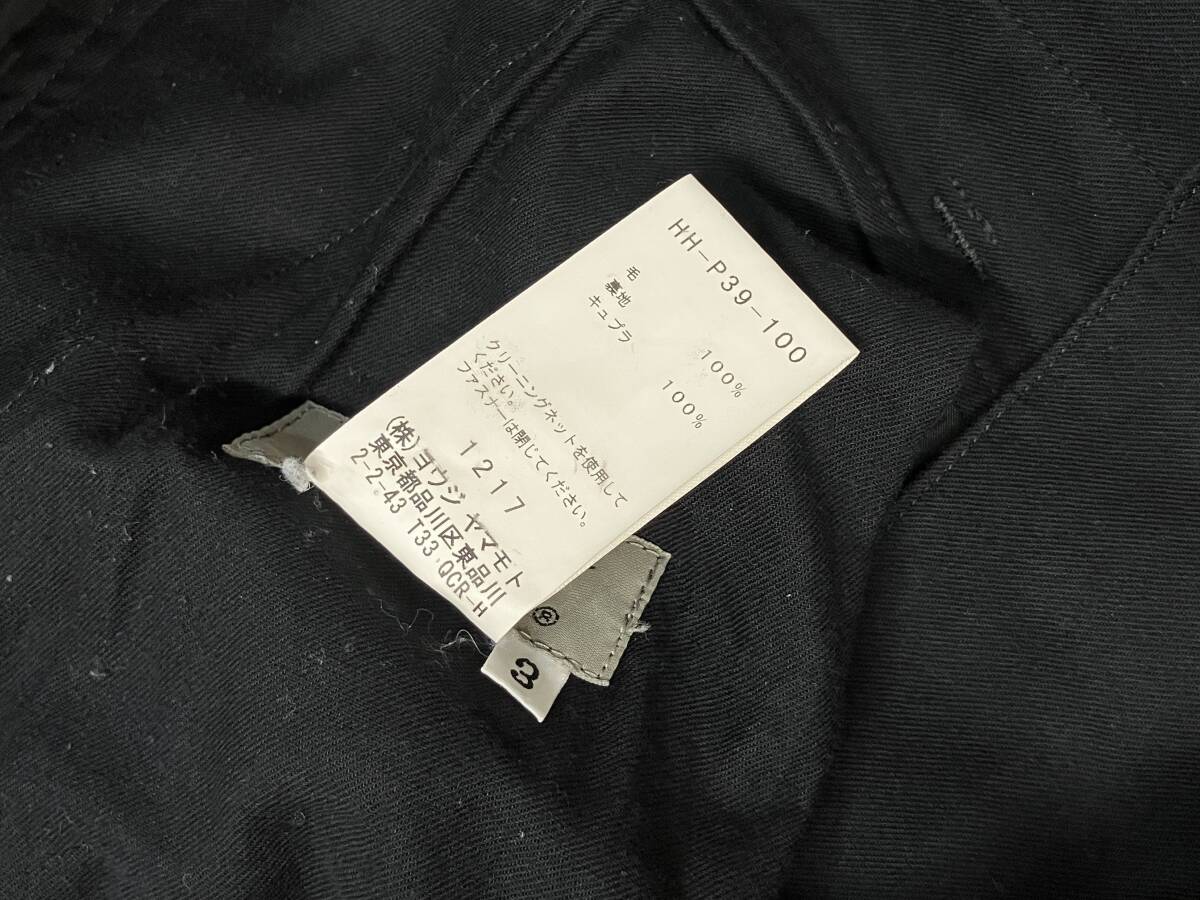 HH-P39-100
毛 100%
裏地
キュプラ 100%
クリーニングネットを使用して
ください。
ファスナーは閉じてください。
1217
(株)ヨウジ ヤマモト
東京都品川区東品川
2-2-43 T33.QCR-H
®
3